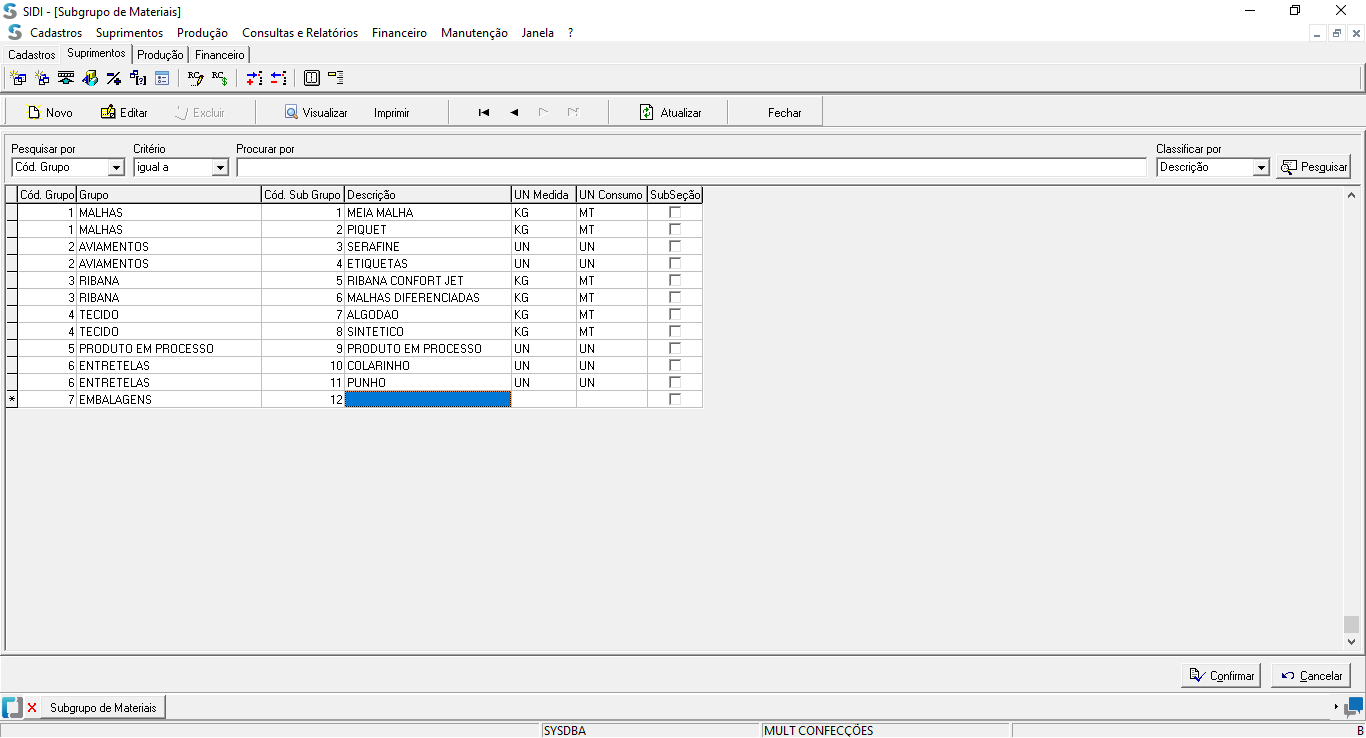 SIDI - [Subgrupo de Materiais]
Cadastros Suprimentos Produção Consultas e Relatórios Financeiro Manutenção Janela ?
Cadastros Suprimentos Produção Financeiro
Novo Editar Excluir Visualizar Imprimir Atualizar Fechar
Pesquisar por Critério Procurar por Classificar por
Cód. Grupo igual a Descrição Pesquisar
Cód. Grupo Grupo Cód. Sub Grupo Descrição UN Medida UN Consumo SubSeção
1 MALHAS 1 MEIA MALHA KG MT
1 MALHAS 2 PIQUET KG MT
2 AVIAMENTOS 3 SERAFINE UN UN
2 AVIAMENTOS 4 ETIQUETAS UN UN
3 RIBANA 5 RIBANA CONFORT JET KG MT
3 RIBANA 6 MALHAS DIFERENCIADAS KG MT
4 TECIDO 7 ALGODAO KG MT
4 TECIDO 8 SINTETICO KG MT
5 PRODUTO EM PROCESSO 9 PRODUTO EM PROCESSO UN UN
6 ENTRETELAS 10 COLARINHO UN UN
6 ENTRETELAS 11 PUNHO UN UN
* 7 EMBALAGENS 12
Confirmar Cancelar
Subgrupo de Materiais
SYSDBA MULT CONFECÇÕES B